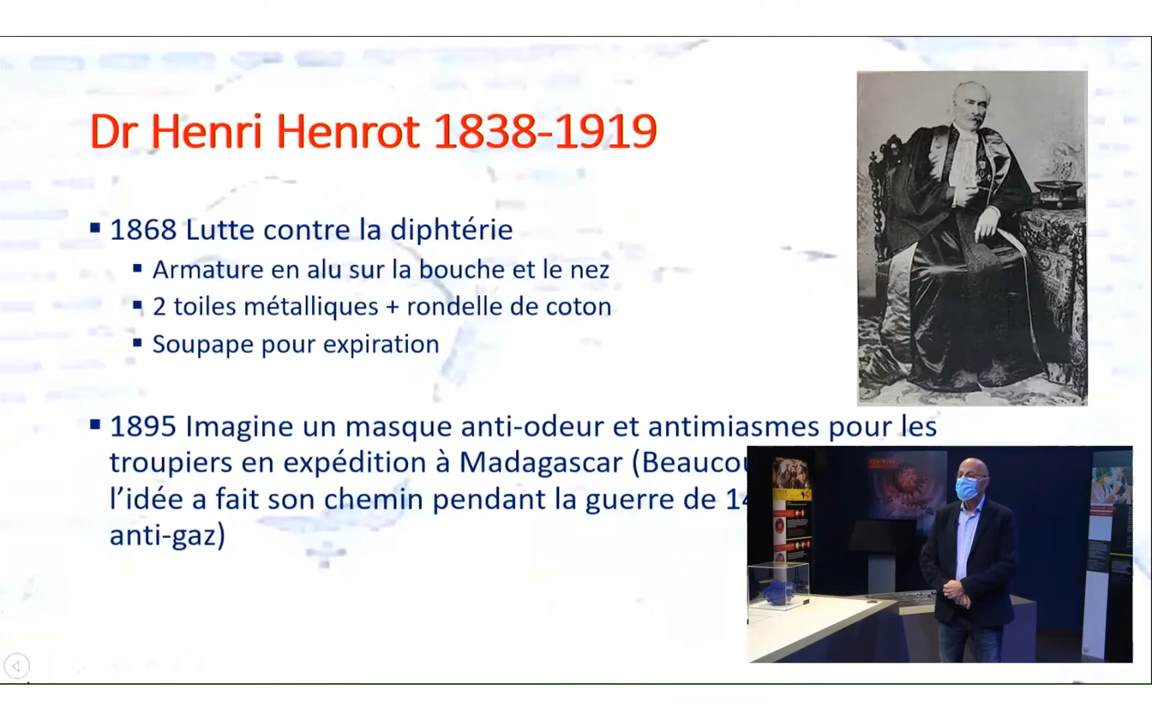 Dr Henri Henrot 1838-1919
▪ 1868 Lutte contre la diphtérie
▪ Armature en alu sur la bouche et le nez
▪ 2 toiles métalliques + rondelle de coton
▪ Soupape pour expiration
▪ 1895 Imagine un masque anti-odeur et antimiasmes pour les
troupiers en expédition à Madagascar (Beaucou
l'idée a fait son chemin pendant la guerre de 14
anti-gaz)